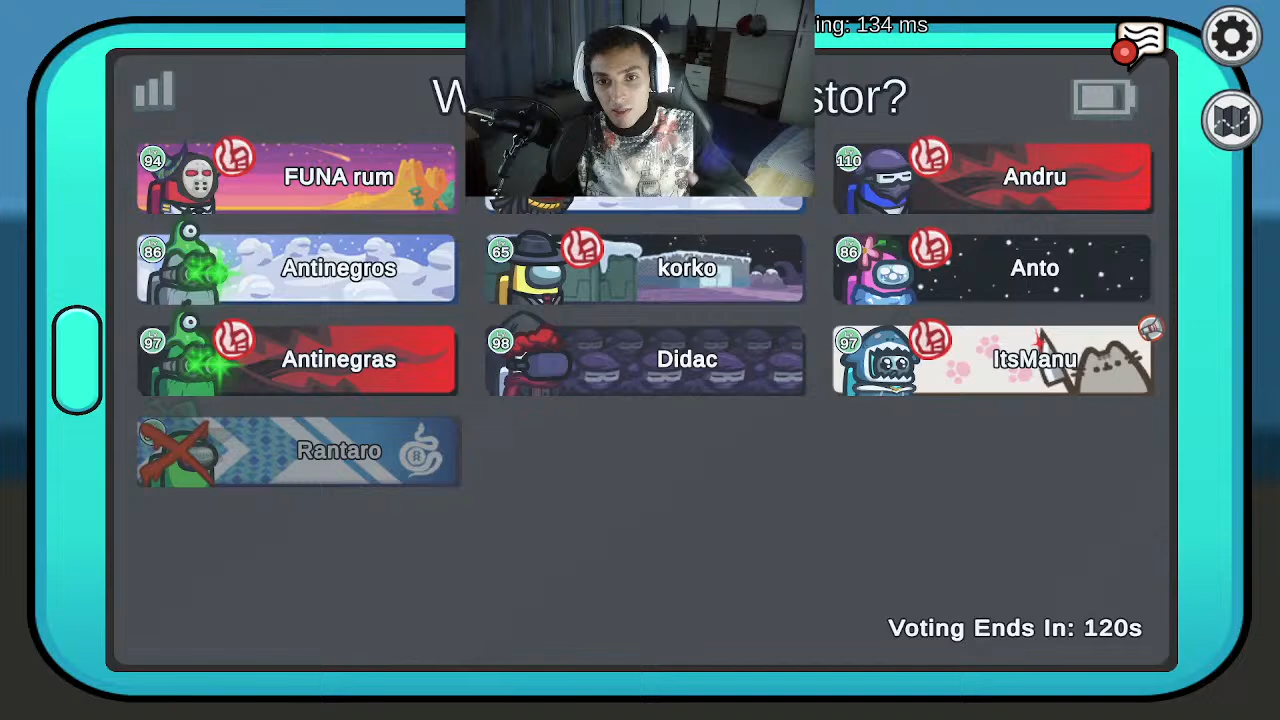 ing: 134 ms
W stor?
94 FUNA rum
110 Andru
86 Antinegros
65 korko
86 Anto
97 Antinegras
98 Didac
97 ItsManu
Rantaro R
Voting Ends In: 120s